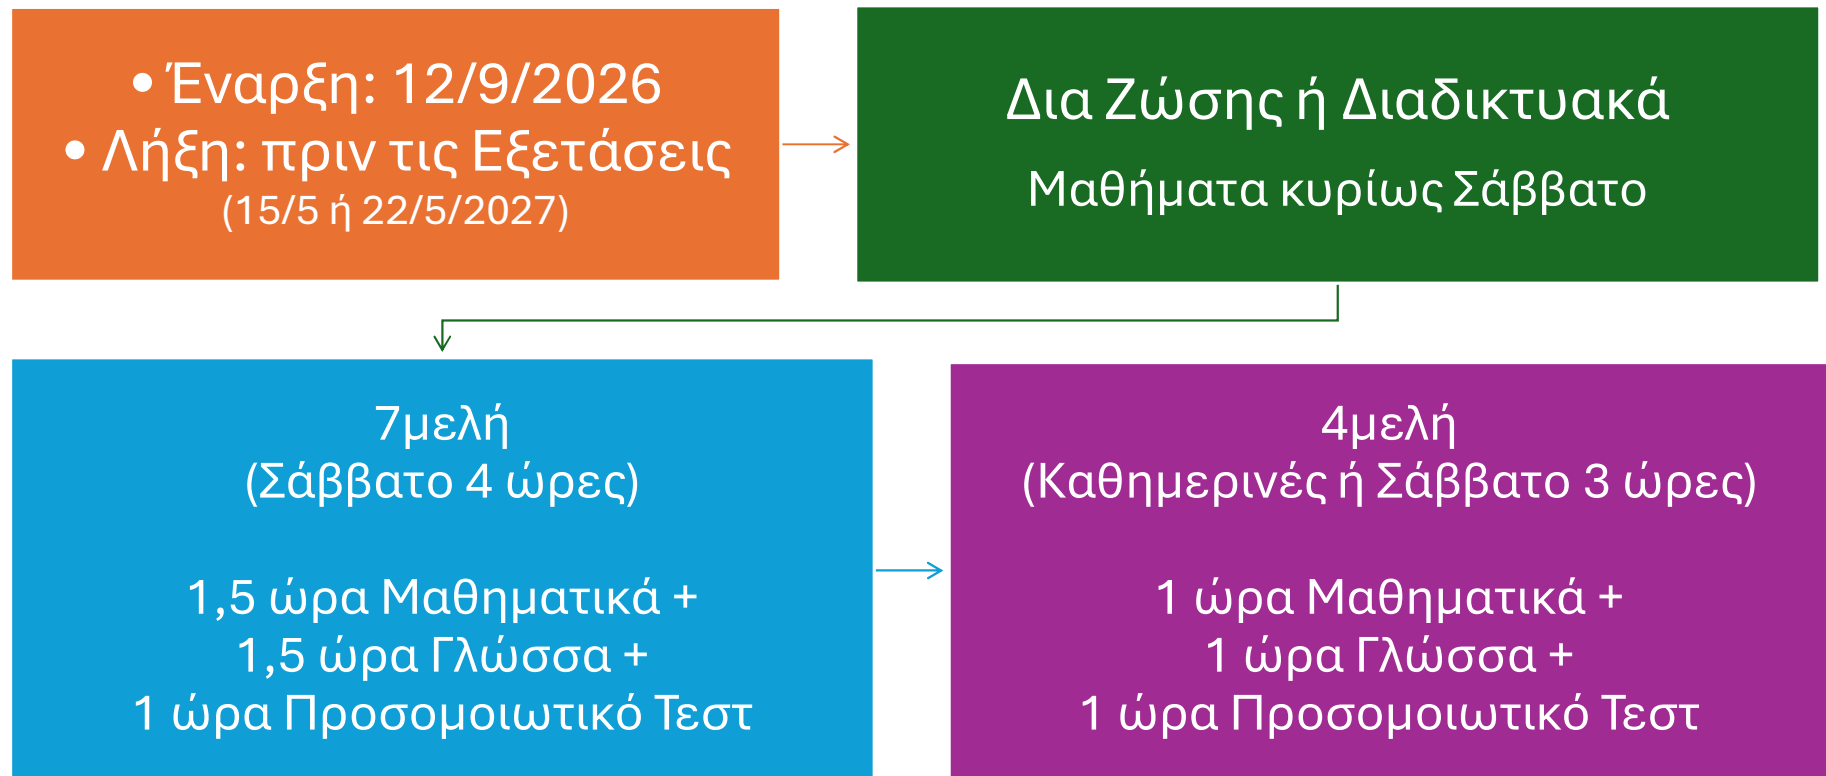 • Έναρξη: 12/9/2026
• Λήξη: πριν τις Εξετάσεις
(15/5 ή 22/5/2027)
Δια Ζώσης ή Διαδικτυακά
Μαθήματα κυρίως Σάββατο
7μελή
(Σάββατο 4 ώρες)
1,5 ώρα Μαθηματικά +
1,5 ώρα Γλώσσα +
1 ώρα Προσομοιωτικό Τεστ
4μελή
(Καθημερινές ή Σάββατο 3 ώρες)
1 ώρα Μαθηματικά +
1 ώρα Γλώσσα +
1 ώρα Προσομοιωτικό Τεστ